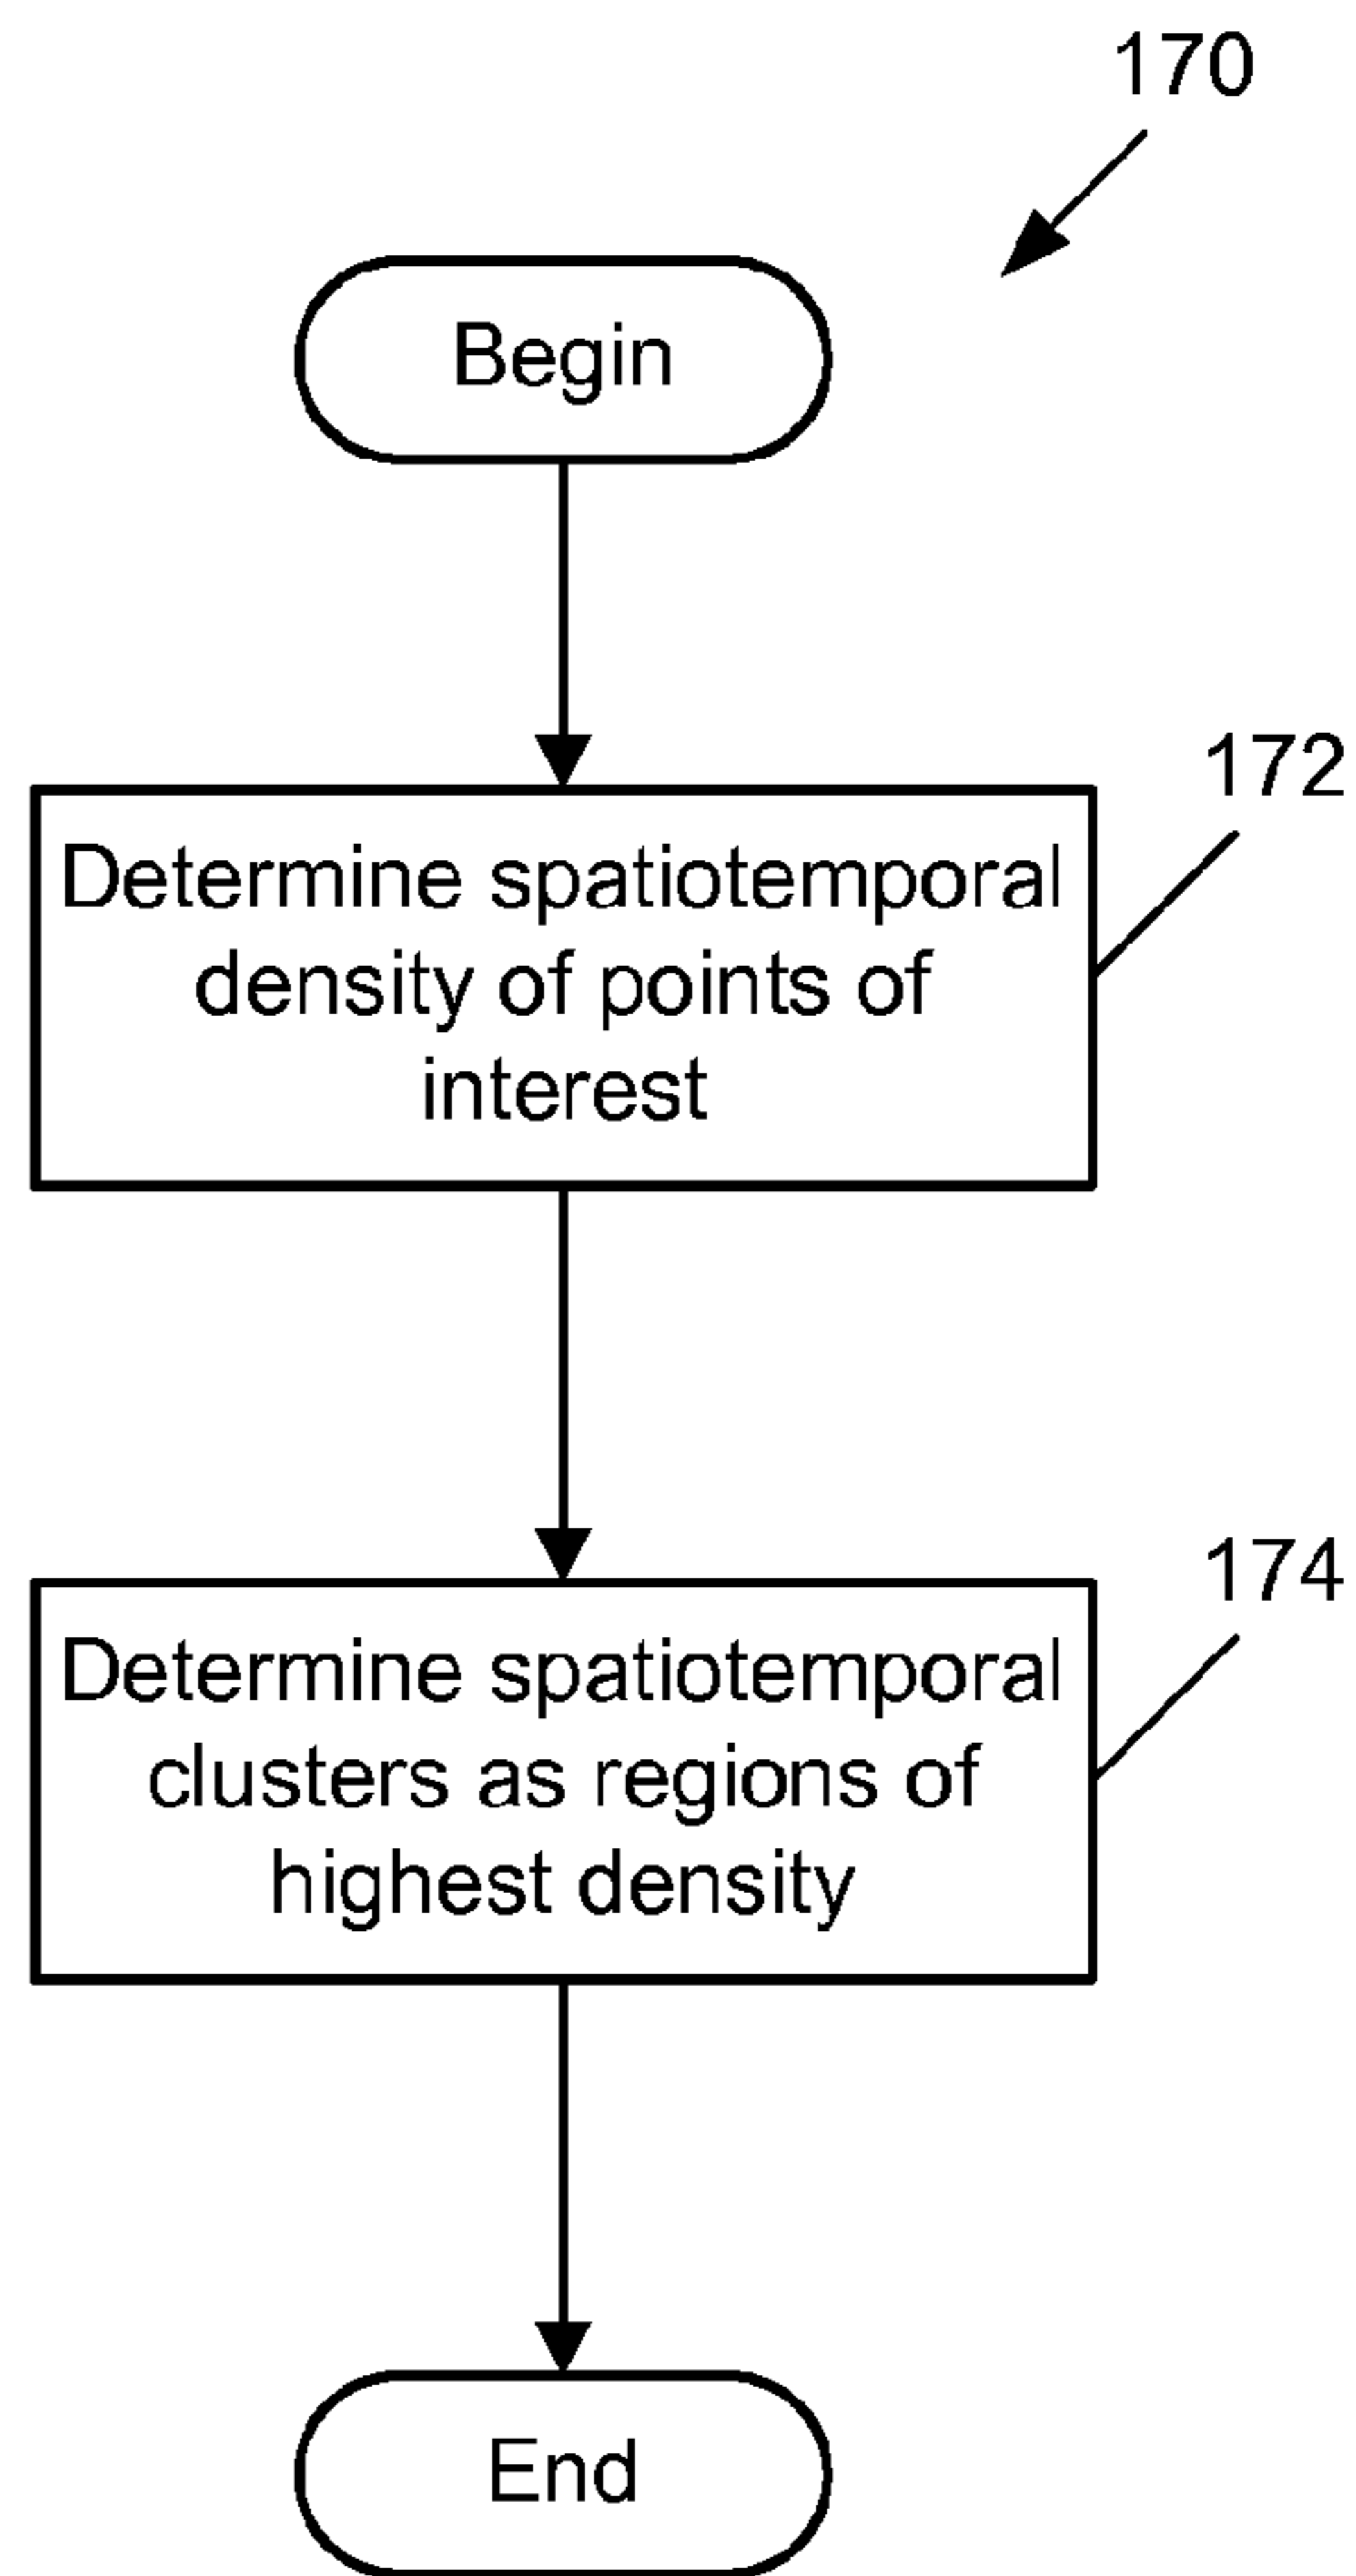 170
Begin
172
Determine spatiotemporal
density of points of
interest
174
Determine spatiotemporal
clusters as regions of
highest density
End